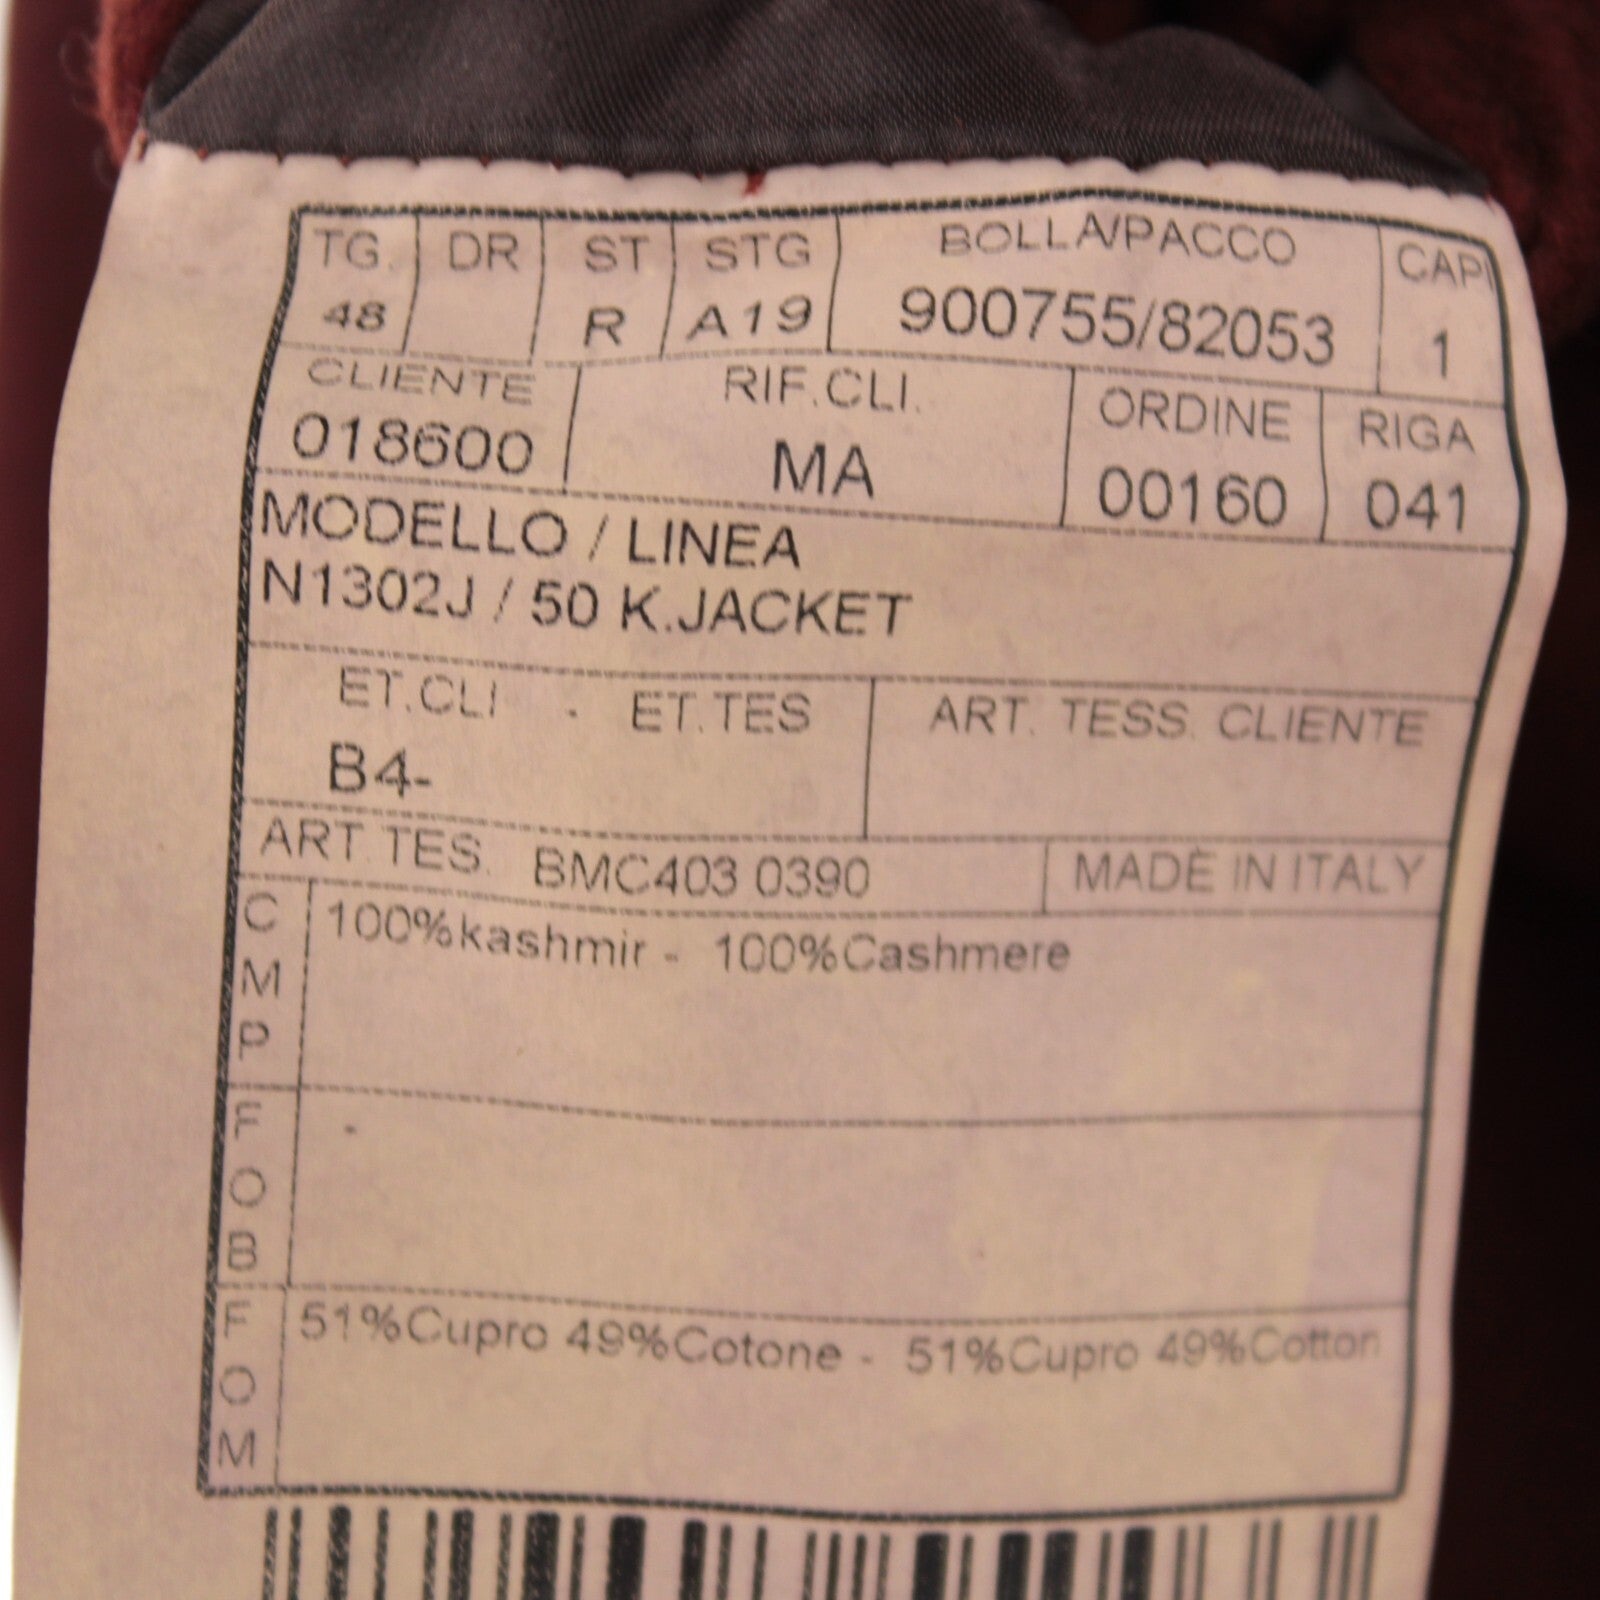 TG. DR ST STG BOLLA/PACCO CAPI
48 R A19 900755/82053 1
CLIENTE RIF.CLI. ORDINE RIGA
018600 MA 00160 041
MODELLO / LINEA
N1302J / 50 K.JACKET
ET.CLI - ET.TES ART. TESS. CLIENTE
B4-
ART.TES. BMC403 0390 MADE IN ITALY
CMP 100%kashmir - 100%Cashmere
FOB -
FOM 51%Cupro 49%Cotone - 51%Cupro 49%Cotton